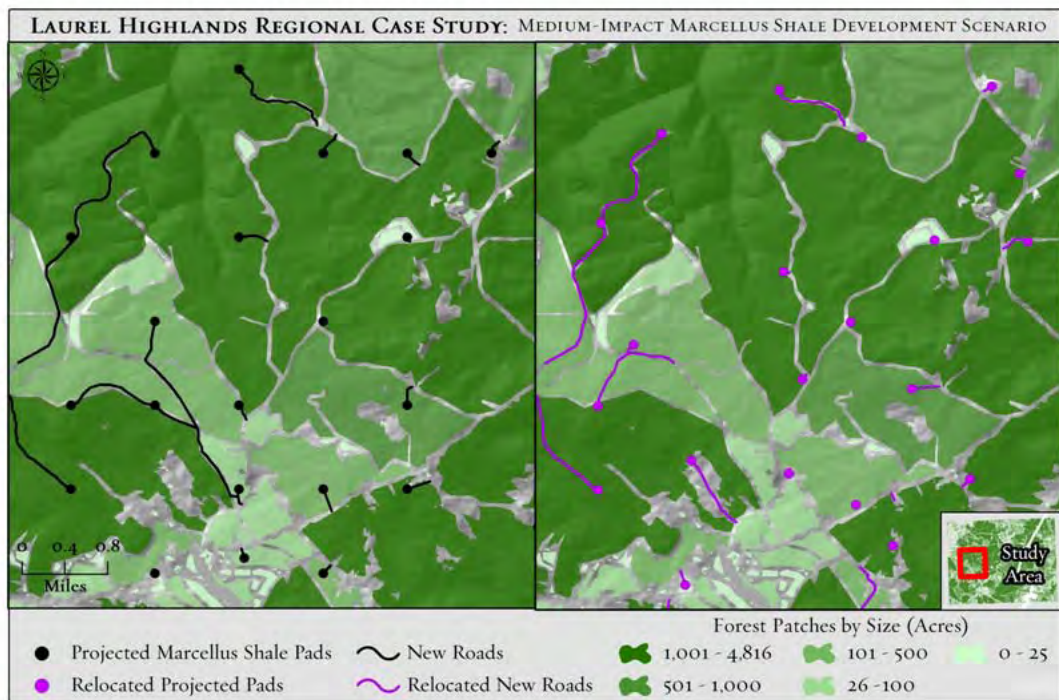 LAUREL HIGHLANDS REGIONAL CASE STUDY: MEDIUM-IMPACT MARCELLUS SHALE DEVELOPMENT SCENARIO
0 0.4 0.8
Miles
Study
Area
Forest Patches by Size (Acres)
Projected Marcellus Shale Pads New Roads 1,001 - 4,816 101 - 500 0 - 25
Relocated Projected Pads Relocated New Roads 501 - 1,000 26 -100